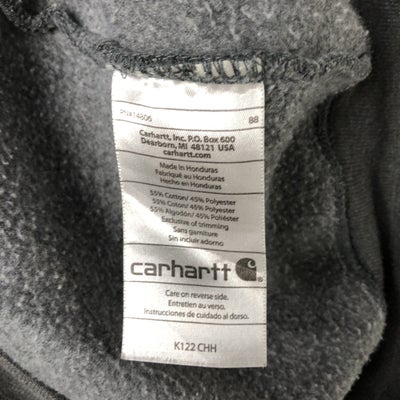 RN#14806 88
Carhartt, Inc. P.O. Box 600
Dearborn, MI 48121 USA
carhartt.com
Made in Honduras
Fabriqué au Honduras
Hecho en Honduras
55% Cotton/ 45% Polyester
55% Coton/ 45% Polyester
55% Algodón/ 45% Poliéster
Exclusive of trimming
Sans garniture
Sin incluir adorno
carhartt
Care on reverse side.
Entretien au verso.
Instrucciones de cuidado al dorso.
K122 CHH